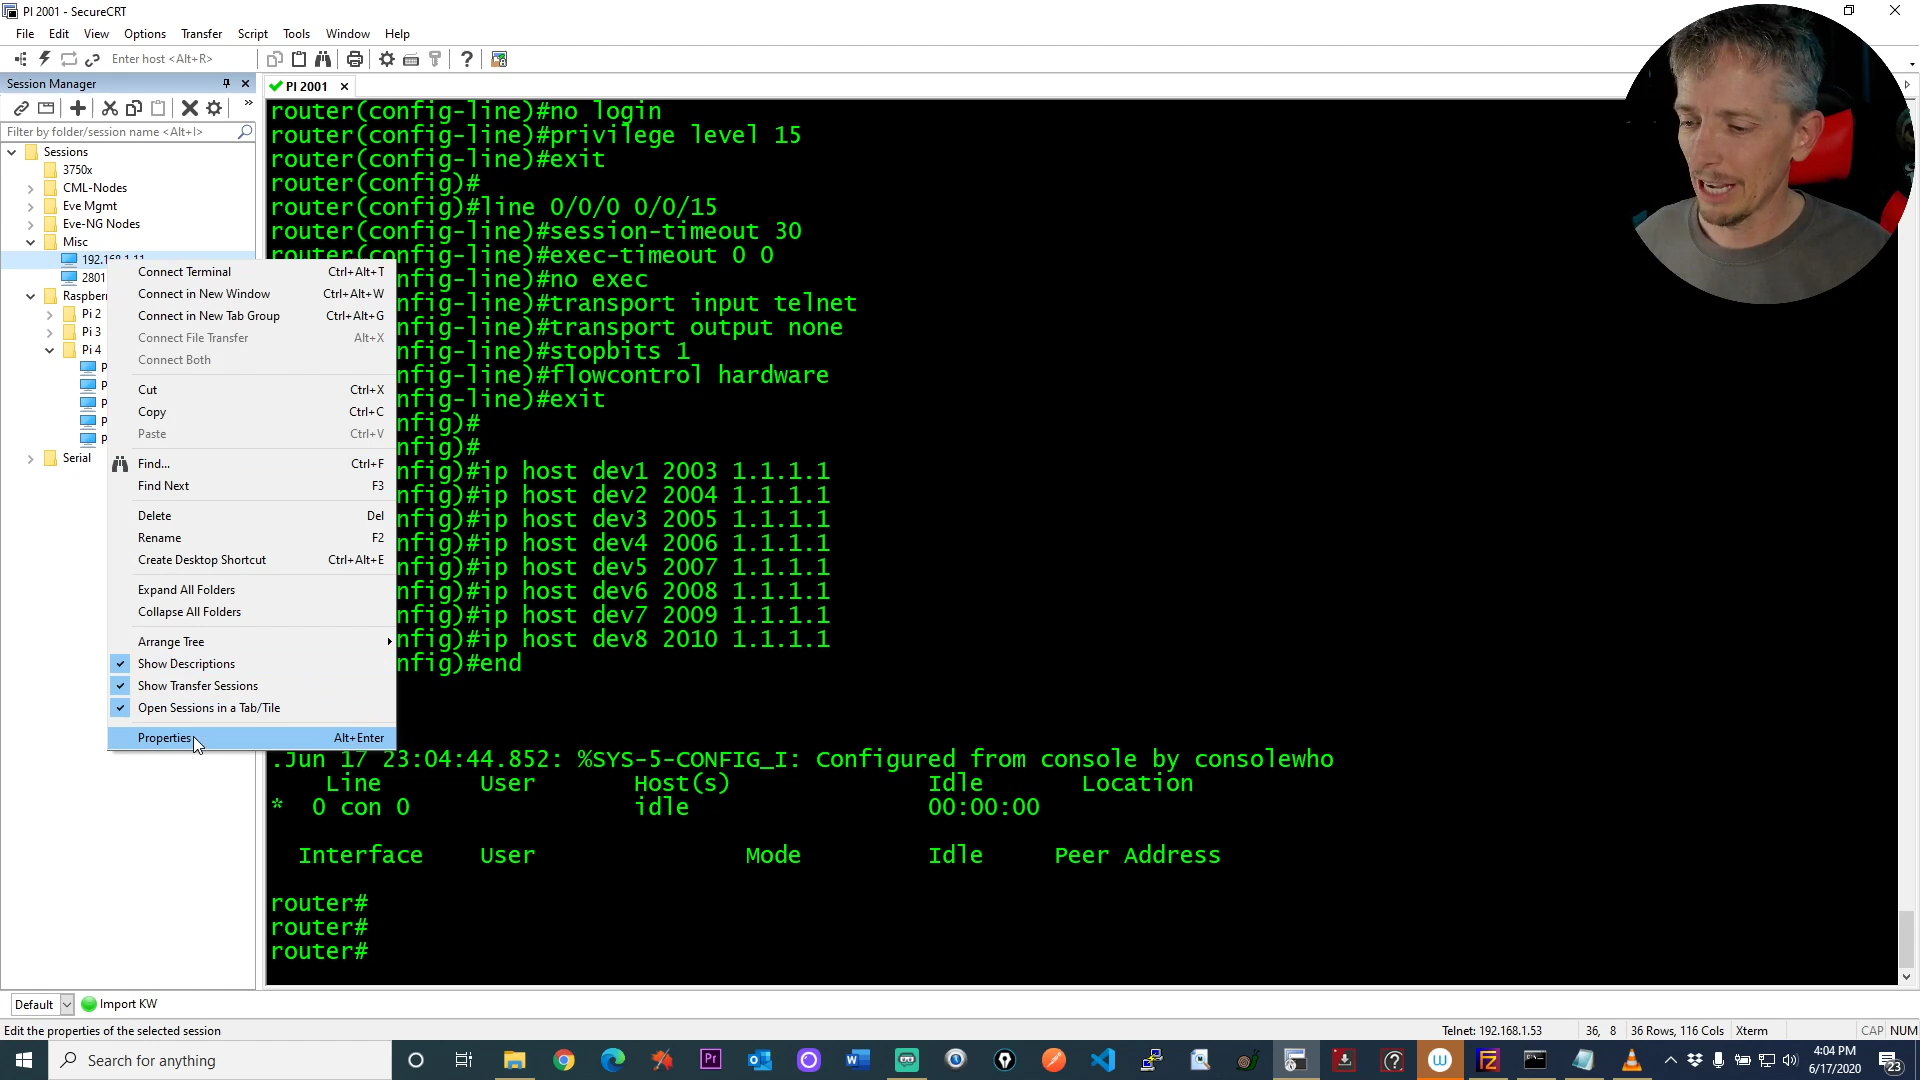 PI 2001 - SecureCRT
File Edit View Options Transfer Script Tools Window Help
Enter host <Alt+R>
Session Manager
PI 2001
Filter by folder/session name <Alt+I>
Sessions
3750x
CML-Nodes
Eve Mgmt
Eve-NG Nodes
Misc
192.168.1.11
2801
Raspber
Pi 2
Pi 3
Pi 4
P
P
P
P
P
Serial
Connect Terminal Ctrl+Alt+T
Connect in New Window Ctrl+Alt+W
Connect in New Tab Group Ctrl+Alt+G
Connect File Transfer Alt+X
Connect Both
Cut Ctrl+X
Copy Ctrl+C
Paste Ctrl+V
Find... Ctrl+F
Find Next F3
Delete Del
Rename F2
Create Desktop Shortcut Ctrl+Alt+E
Expand All Folders
Collapse All Folders
Arrange Tree
Show Descriptions
Show Transfer Sessions
Open Sessions in a Tab/Tile
Properties Alt+Enter
router(config-line)#no login
router(config-line)#privilege level 15
router(config-line)#exit
router(config)#
router(config)#line 0/0/0 0/0/15
router(config-line)#session-timeout 30
router(config-line)#exec-timeout 0 0
nfig-line)#no exec
nfig-line)#transport input telnet
nfig-line)#transport output none
nfig-line)#stopbits 1
nfig-line)#flowcontrol hardware
nfig-line)#exit
nfig)#
nfig)#
nfig)#ip host dev1 2003 1.1.1.1
nfig)#ip host dev2 2004 1.1.1.1
nfig)#ip host dev3 2005 1.1.1.1
nfig)#ip host dev4 2006 1.1.1.1
nfig)#ip host dev5 2007 1.1.1.1
nfig)#ip host dev6 2008 1.1.1.1
nfig)#ip host dev7 2009 1.1.1.1
nfig)#ip host dev8 2010 1.1.1.1
nfig)#end
.Jun 17 23:04:44.852: %SYS-5-CONFIG_I: Configured from console by consolewho
Line User Host(s) Idle Location
* 0 con 0 idle 00:00:00
Interface User Mode Idle Peer Address
router#
router#
router#
Default Import KW
Edit the properties of the selected session Telnet: 192.168.1.53 36, 8 36 Rows, 116 Cols Xterm CAP NUM
Search for anything
4:04 PM
6/17/2020
23